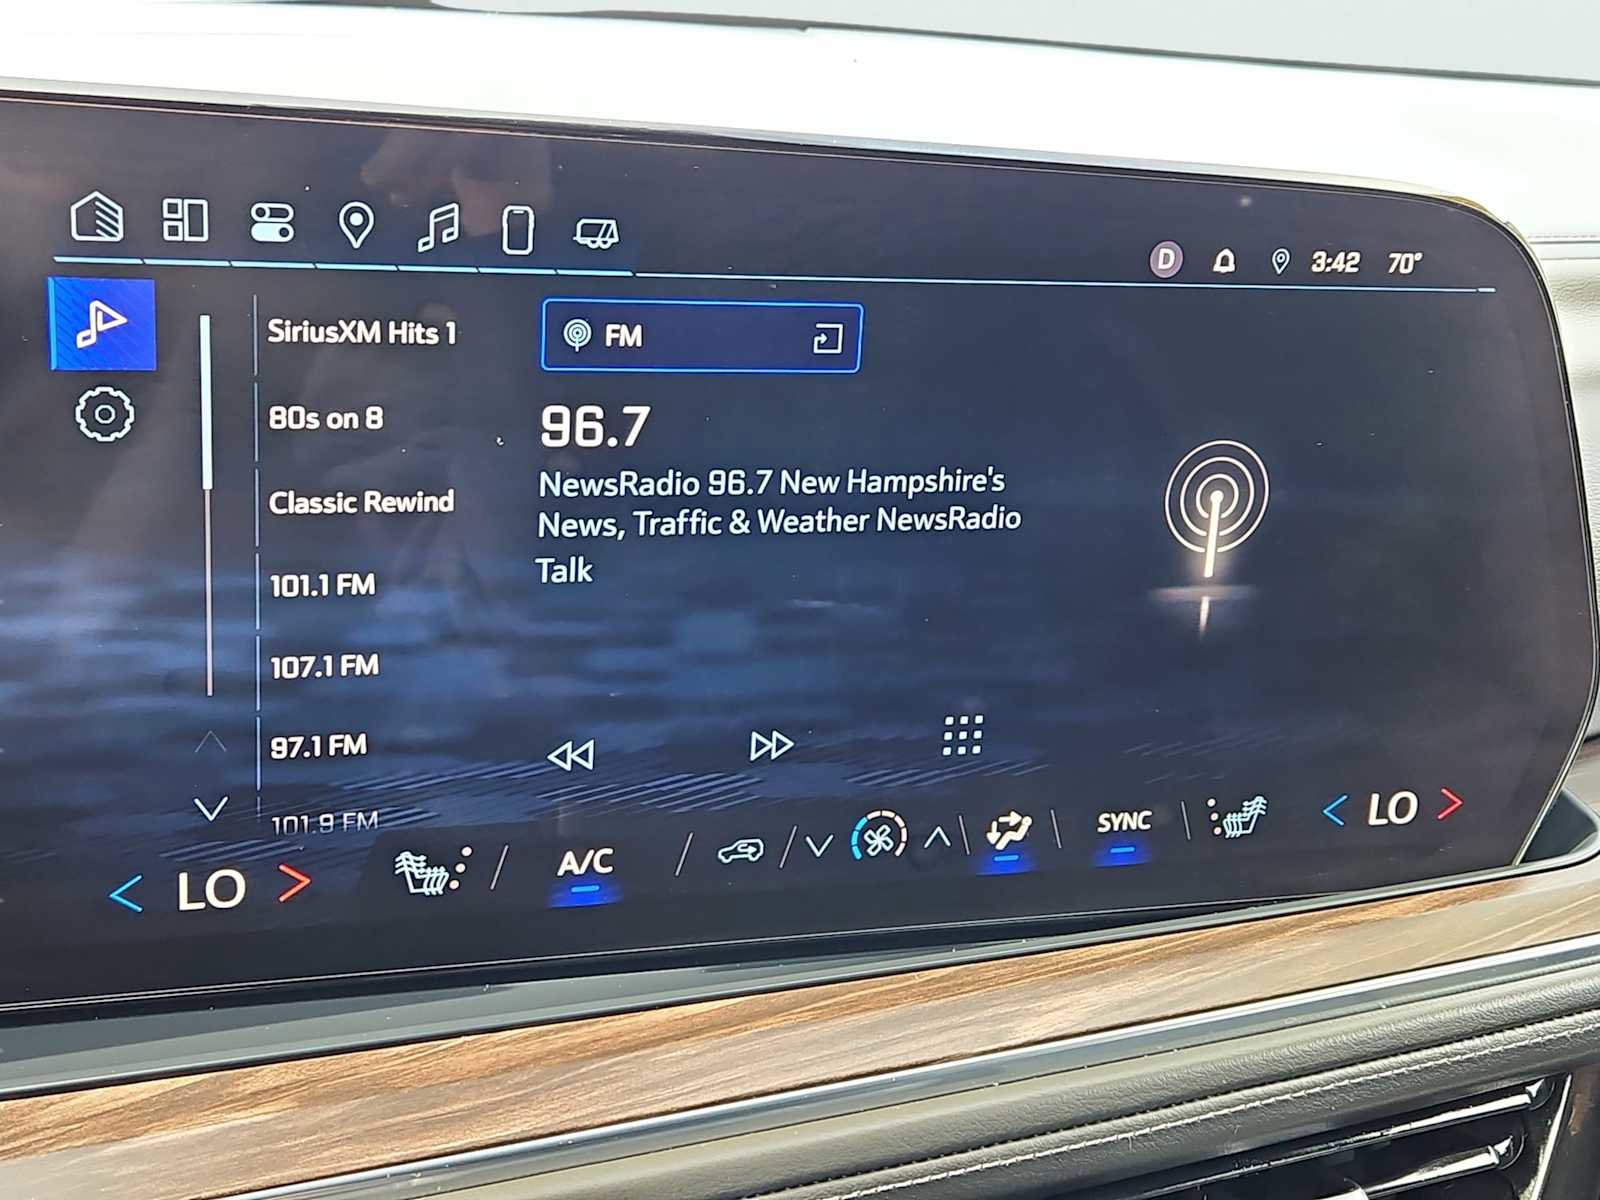 D 3:42 70°
SiriusXM Hits 1
80s on 8
Classic Rewind
101.1 FM
107.1 FM
97.1 FM
101.9 FM
FM
96.7
NewsRadio 96.7 New Hampshire's
News, Traffic & Weather NewsRadio
Talk
LO A/C SYNC LO